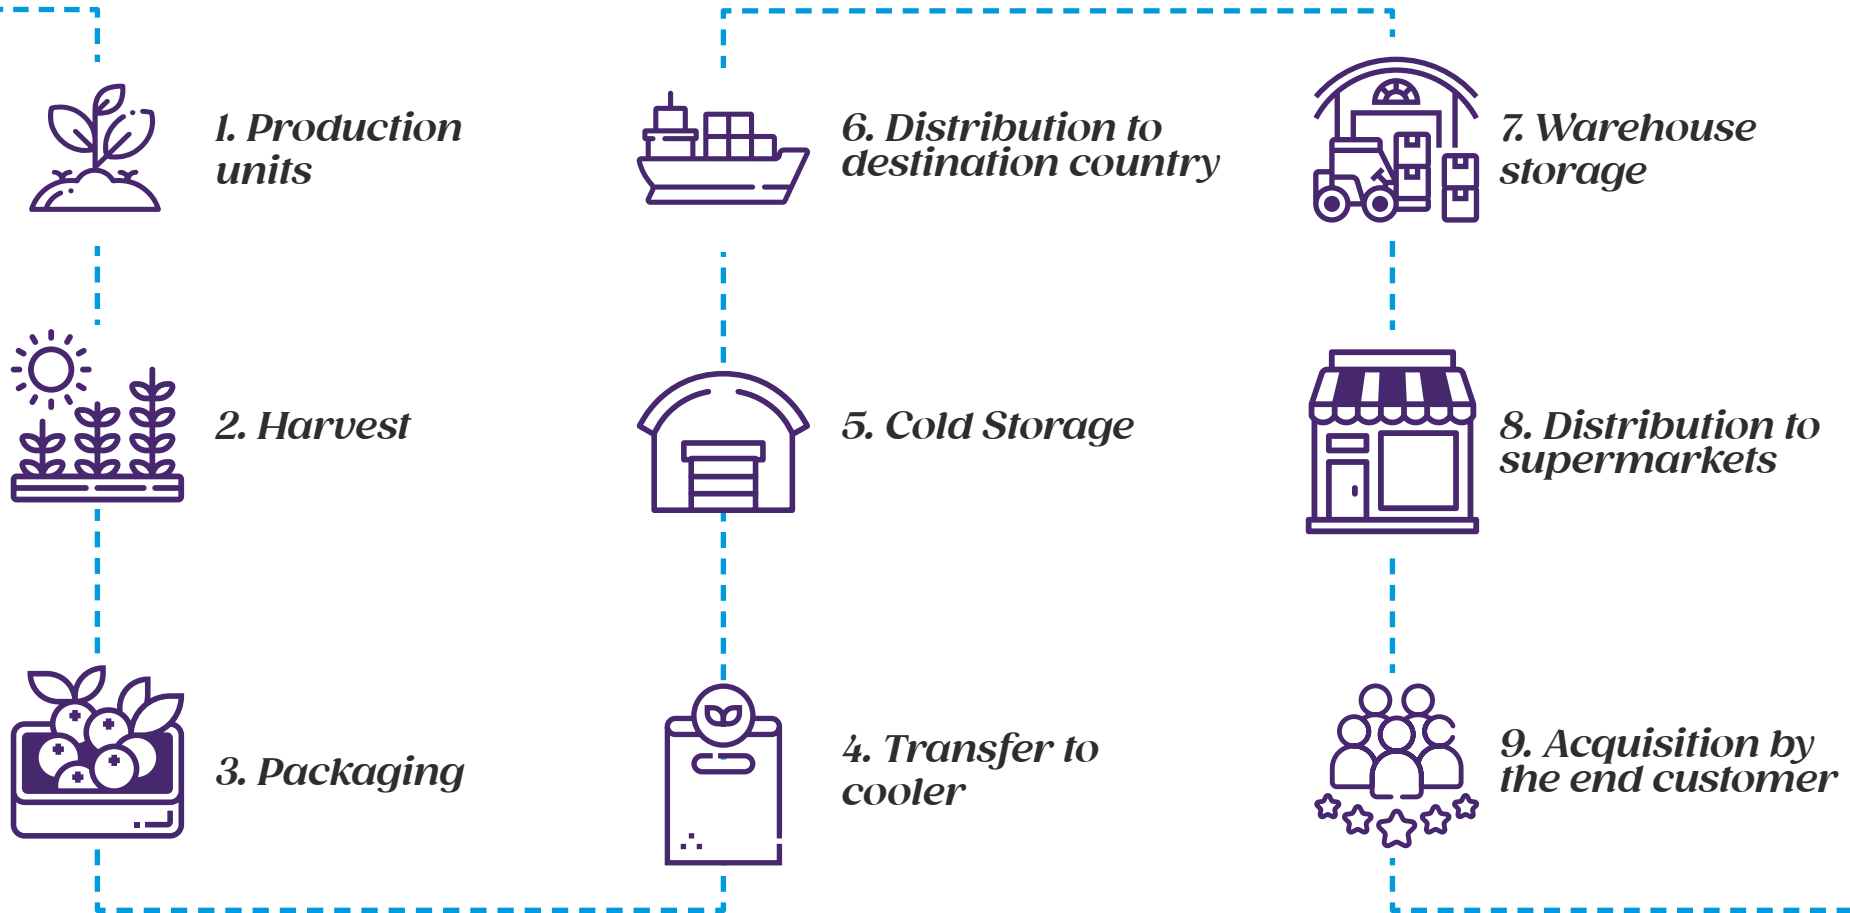 1. Production
units
2. Harvest
3. Packaging
4. Transfer to
cooler
5. Cold Storage
6. Distribution to
destination country
7. Warehouse
storage
8. Distribution to
supermarkets
9. Acquisition by
the end customer